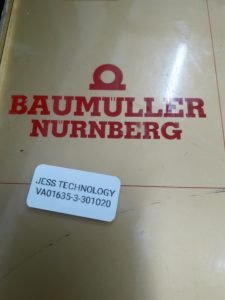 BAUMULLER
NURNBERG
JESS TECHNOLOGY
VA01635-3-301020